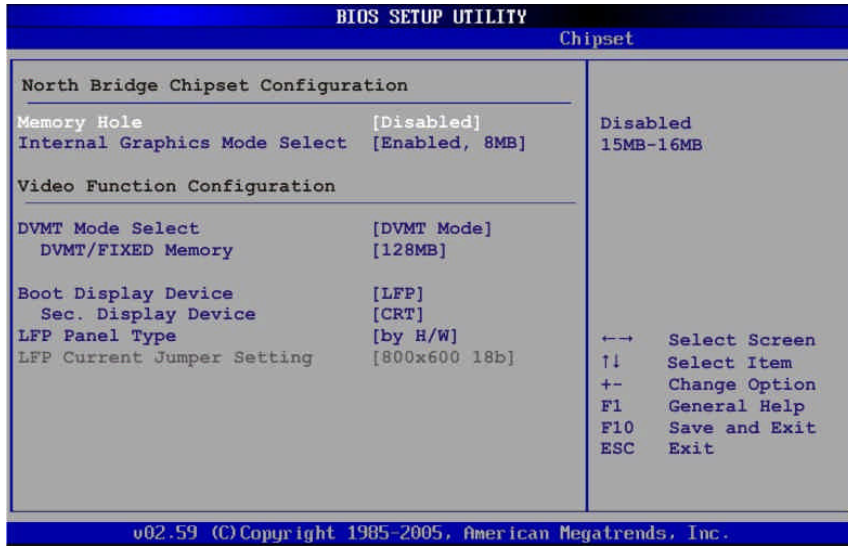 BIOS SETUP UTILITY
Chipset
North Bridge Chipset Configuration
Memory Hole [Disabled]
Internal Graphics Mode Select [Enabled, 8MB]
Video Function Configuration
DVMT Mode Select [DVMT Mode]
DVMT/FIXED Memory [128MB]
Boot Display Device [LFP]
Sec. Display Device [CRT]
LFP Panel Type [by H/W]
LFP Current Jumper Setting [800x600 18b]
Disabled
15MB-16MB
←→ Select Screen
↑↓ Select Item
+- Change Option
F1 General Help
F10 Save and Exit
ESC Exit
v02.59 (C)Copyright 1985-2005, American Megatrends, Inc.